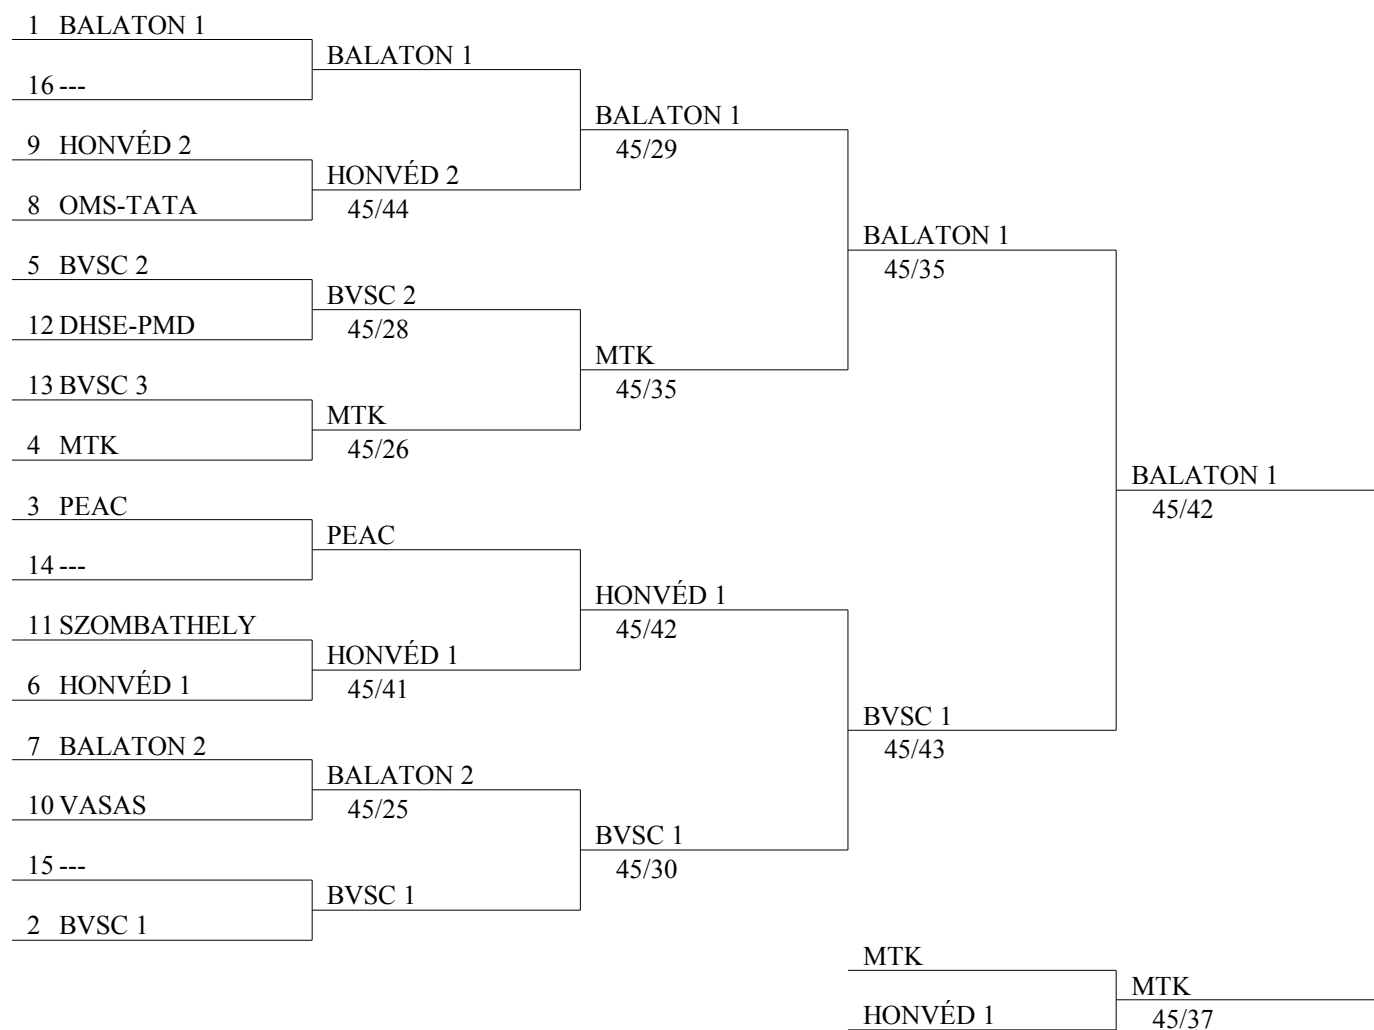 1 BALATON 1
BALATON 1
16 ---
BALATON 1
45/29
9 HONVÉD 2
HONVÉD 2
45/44
8 OMS-TATA
BALATON 1
45/35
5 BVSC 2
BVSC 2
45/28
12 DHSE-PMD
MTK
45/35
13 BVSC 3
MTK
45/26
4 MTK
BALATON 1
45/42
3 PEAC
PEAC
14 ---
HONVÉD 1
45/42
11 SZOMBATHELY
HONVÉD 1
45/41
6 HONVÉD 1
BVSC 1
45/43
7 BALATON 2
BALATON 2
45/25
10 VASAS
BVSC 1
45/30
15 ---
BVSC 1
2 BVSC 1
MTK
MTK
45/37
HONVÉD 1